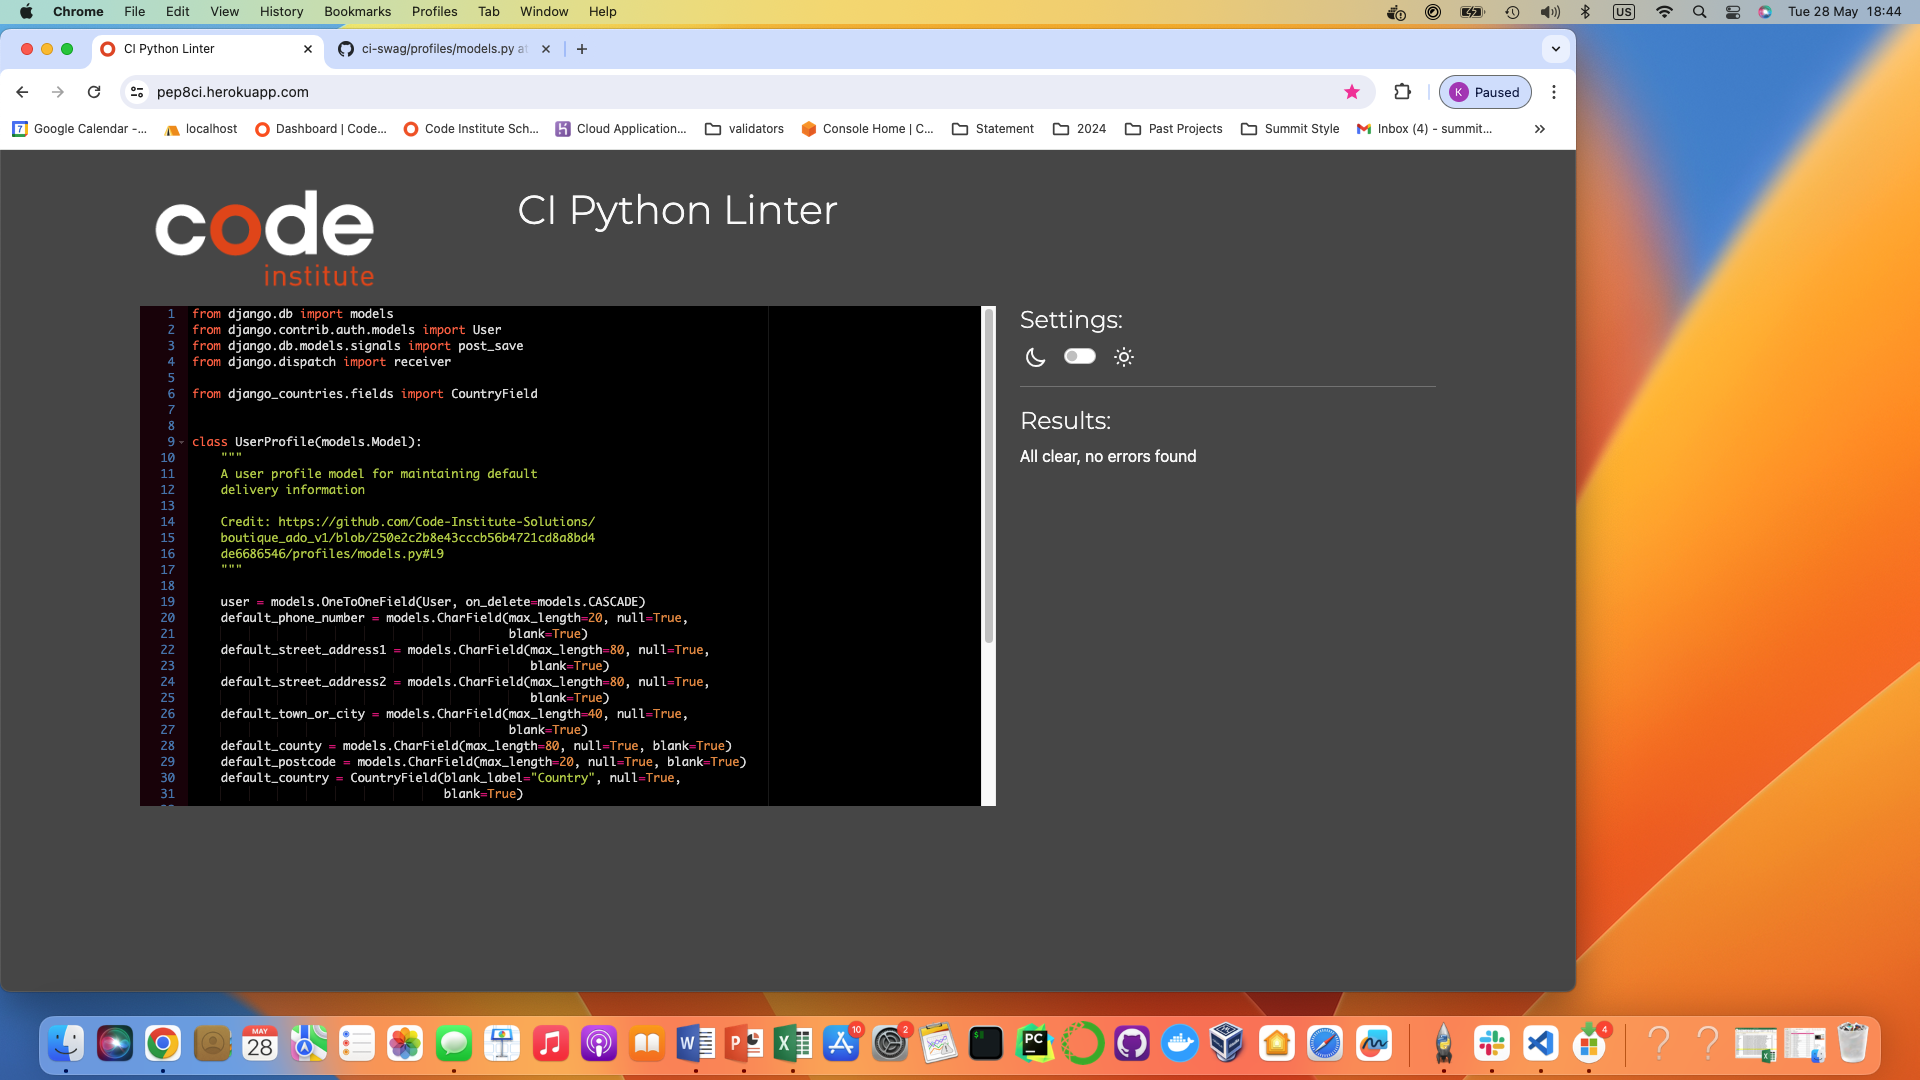 Chrome File Edit View History Bookmarks Profiles Tab Window Help US Tue 28 May 18:44
CI Python Linter
ci-swag/profiles/models.py at
pep8ci.herokuapp.com
K Paused
7 Google Calendar -... localhost Dashboard | Code... Code Institute Sch... Cloud Application... validators Console Home | C... Statement 2024 Past Projects Summit Style Inbox (4) - summit... »
code
institute
CI Python Linter
1 from django.db import models
2 from django.contrib.auth.models import User
3 from django.db.models.signals import post_save
4 from django.dispatch import receiver
5
6 from django_countries.fields import CountryField
7
8
9 class UserProfile(models.Model):
10 """
11 A user profile model for maintaining default
12 delivery information
13
14 Credit: https://github.com/Code-Institute-Solutions/
15 boutique_ado_v1/blob/250e2c2b8e43cccb56b4721cd8a8bd4
16 de6686546/profiles/models.py#L9
17 """
18
19 user = models.OneToOneField(User, on_delete=models.CASCADE)
20 default_phone_number = models.CharField(max_length=20, null=True,
21 blank=True)
22 default_street_address1 = models.CharField(max_length=80, null=True,
23 blank=True)
24 default_street_address2 = models.CharField(max_length=80, null=True,
25 blank=True)
26 default_town_or_city = models.CharField(max_length=40, null=True,
27 blank=True)
28 default_county = models.CharField(max_length=80, null=True, blank=True)
29 default_postcode = models.CharField(max_length=20, null=True, blank=True)
30 default_country = CountryField(blank_label="Country", null=True,
31 blank=True)
Settings:
Results:
All clear, no errors found
MAY
28
W
P
X
10
2
$
PC
4